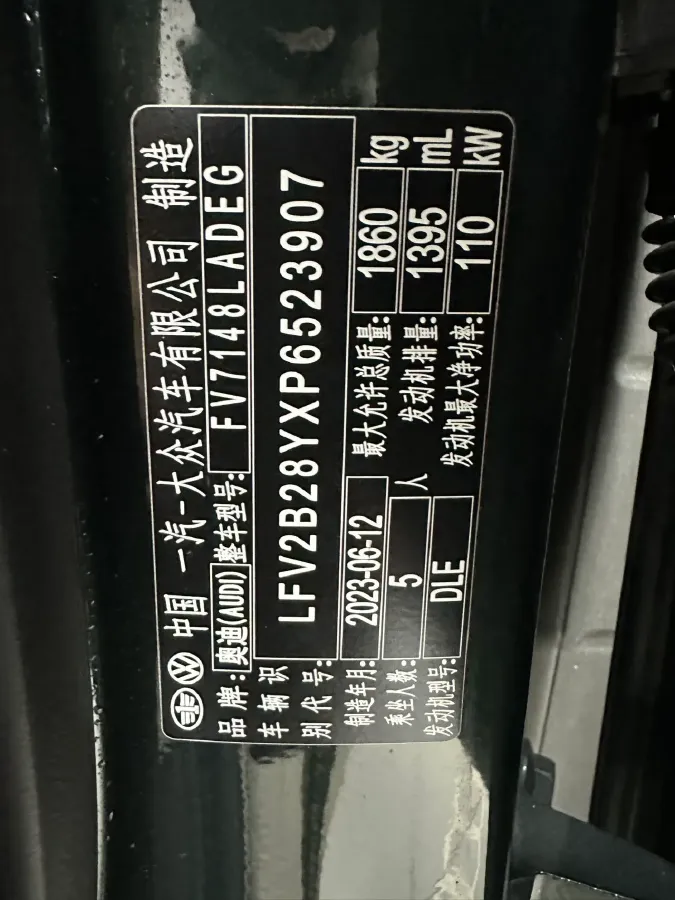 中国 一汽-大众汽车有限公司 制造
品牌: 奥迪(AUDI) 整车型号: FV7148LADEG
车辆识别代号: LFV2B28YXP6523907
制造年月: 2023-06-12 最大允许总质量: 1860 kg
乘坐人数: 5 人 发动机排量: 1395 mL
发动机型号: DLE 发动机最大净功率: 110 kW